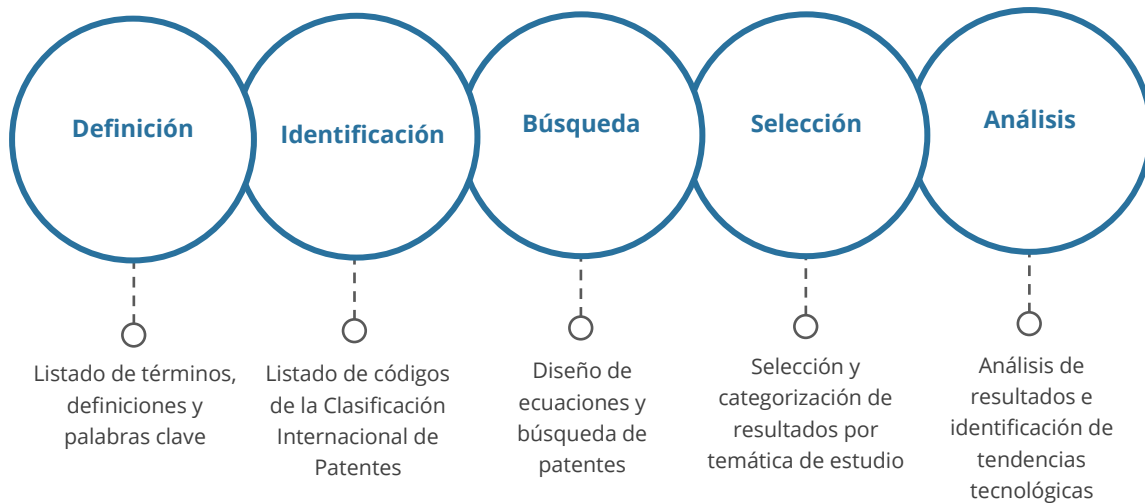 Definición
Identificación
Búsqueda
Selección
Análisis
Listado de términos,
definiciones y
palabras clave
Listado de códigos
de la Clasificación
Internacional de
Patentes
Diseño de
ecuaciones y
búsqueda de
patentes
Selección y
categorización de
resultados por
temática de estudio
Análisis de
resultados e
identificación de
tendencias
tecnológicas